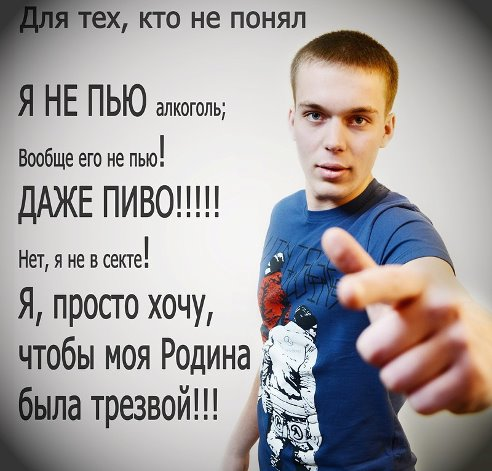 Для тех, кто не понял
Я НЕ ПЬЮ алкоголь;
Вообще его не пью!
ДАЖЕ ПИВО!!!!!
Нет, я не в секте!
Я, просто хочу,
чтобы моя Родина
была трезвой!!!